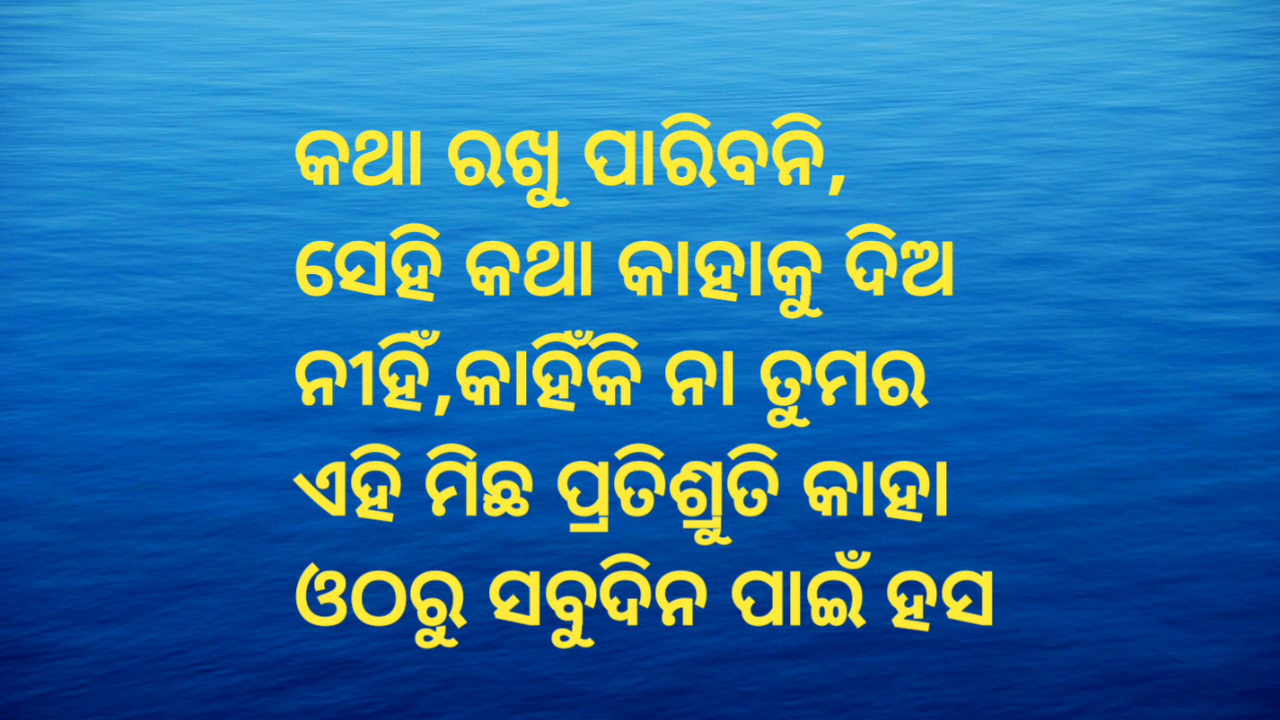 କଥା ରଖୁ ପାରିବନି,
ସେହି କଥା କାହାକୁ ଦିଅ
ନୀହିଁ,କାହିଁକି ନା ତୁମର
ଏହି ମିଛ ପ୍ରତିଶ୍ରୁତି କାହା
ଓଠରୁ ସବୁଦିନ ପାଇଁ ହସ